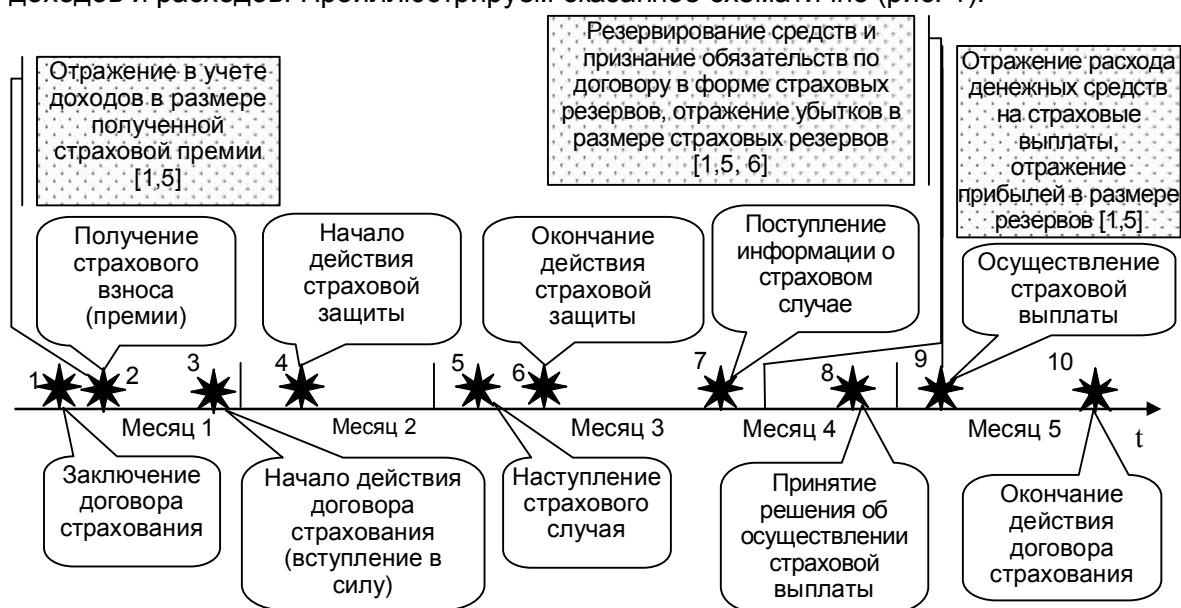 доходов и расходов. Проиллюстрируем сказанное схематично (рис. 1).
Отражение в учете
доходов в размере
полученной
страховой премии
[1,5]
Резервирование средств и
признание обязательств по
договору в форме страховых
резервов, отражение убытков в
размере страховых резервов
[1,5, 6]
Отражение расхода
денежных средств
на страховые
выплаты,
отражение
прибылей в размере
резервов [1,5]
Получение
страхового
взноса
(премии)
Начало
действия
страховой
защиты
Окончание
действия
страховой
защиты
Поступление
информации о
страховом
случае
Осуществление
страховой
выплаты
1
2
3
4
5
6
7
8
9
10
Месяц 1
Месяц 2
Месяц 3
Месяц 4
Месяц 5
t
Заключение
договора
страхования
Начало действия
договора
страхования
(вступление в
силу)
Наступление
страхового
случая
Принятие
решения об
осуществлении
страховой
выплаты
Окончание
действия
договора
страхования